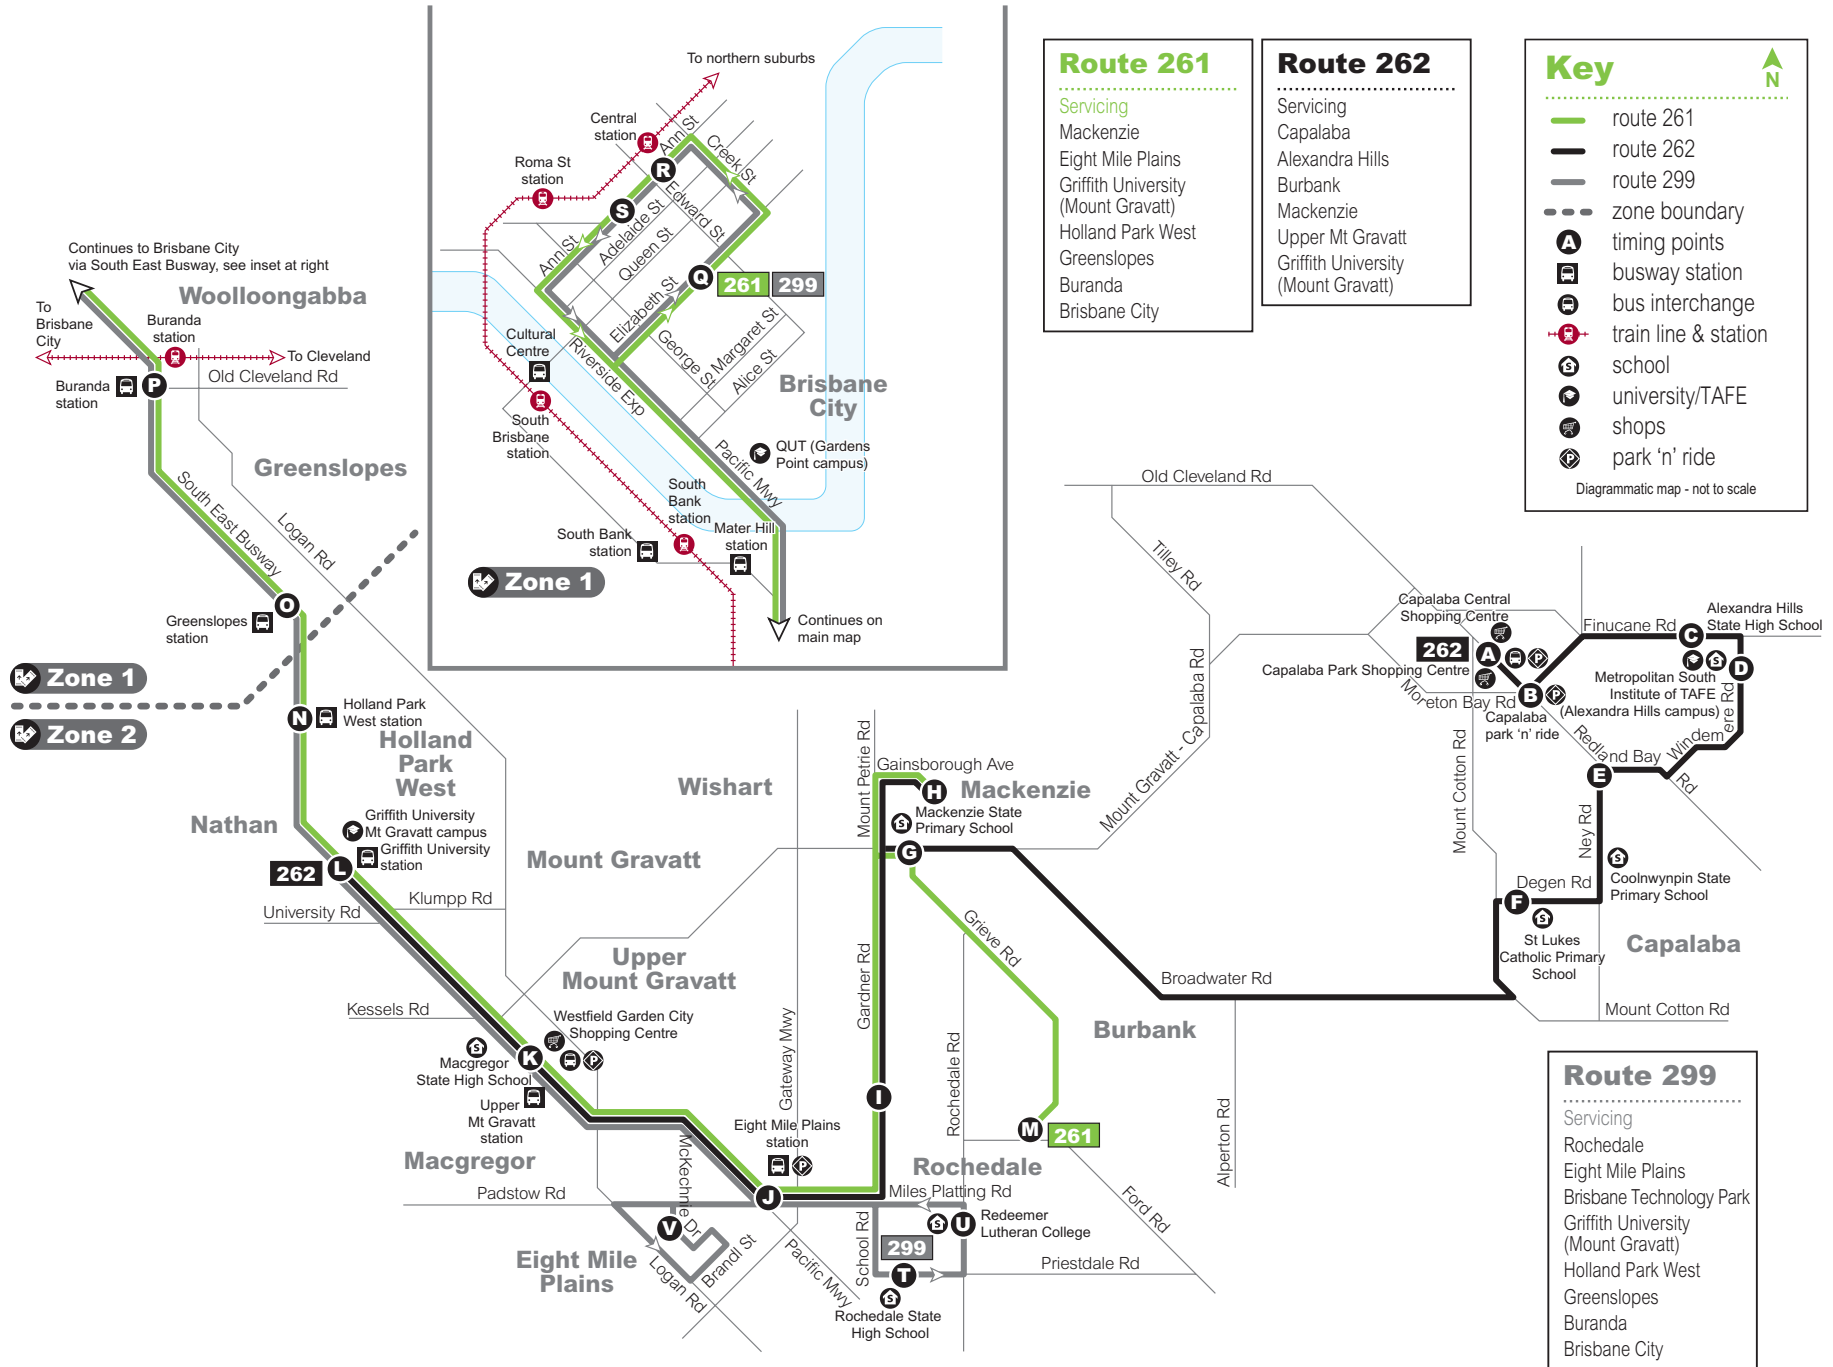 Route 261
Servicing
Mackenzie
Eight Mile Plains
Griffith University
(Mount Gravatt)
Holland Park West
Greenslopes
Buranda
Brisbane City
Route 262
Servicing
Capalaba
Alexandra Hills
Burbank
Mackenzie
Upper Mt Gravatt
Griffith University
(Mount Gravatt)
Key
N
route 261
route 262
route 299
zone boundary
A
timing points
busway station
bus interchange
train line & station
S
school
university/TAFE
shops
P
park ‘n’ ride
Diagrammatic map - not to scale
To northern suburbs
Central
station
Roma St
station
Ann St
Creek St
R
Edward St
S
Adelaide St
Ann St
Queen St
Q
261
299
Elizabeth St
Cultural
Centre
George St
Margaret St
Alice St
Riverside Exp
Brisbane
City
South
Brisbane
station
QUT (Gardens
Point campus)
Pacific Mwy
South
Bank
station
Mater Hill
station
South Bank
station
Zone 1
Continues on
main map
Continues to Brisbane City
via South East Busway, see inset at right
Woolloongabba
To
Brisbane
City
Buranda
station
To Cleveland
Buranda
station
P
Old Cleveland Rd
Greenslopes
South East Busway
Logan Rd
O
Greenslopes
station
Zone 1
Zone 2
N
Holland Park
West station
Holland
Park
West
Nathan
Griffith University
Mt Gravatt campus
Griffith University
station
262
L
University Rd
Klumpp Rd
Wishart
Mount Gravatt
Upper
Mount Gravatt
Kessels Rd
Westfield Garden City
Shopping Centre
S
K
P
Macgregor
State High School
Upper
Mt Gravatt
station
Macgregor
Gateway Mwy
Eight Mile Plains
station
P
McKechnie Dr
Padstow Rd
J
Miles Platting Rd
V
Brandl St
Logan Rd
Eight Mile
Plains
Pacific Mwy
School Rd
299
T
S
Rochedale State
High School
S
U
Redeemer
Lutheran College
Priestdale Rd
Ford Rd
Rochedale
M
261
Rochedale Rd
I
Gardner Rd
Grieve Rd
Burbank
Broadwater Rd
Alperton Rd
Mount Petrie Rd
Gainsborough Ave
H
Mackenzie
S
Mackenzie State
Primary School
G
Mount Gravatt - Capalaba Rd
Old Cleveland Rd
Tilley Rd
Capalaba Central
Shopping Centre
262
A
P
Capalaba Park Shopping Centre
Moreton Bay Rd
B
P
Capalaba
park ‘n’ ride
Finucane Rd
C
Alexandra Hills
State High School
S
D
Metropolitan South
Institute of TAFE
(Alexandra Hills campus)
Windemere Rd
Redland Bay Rd
E
Mount Cotton Rd
Ney Rd
S
Coolnwynpin State
Primary School
Degen Rd
F
S
St Lukes
Catholic Primary
School
Capalaba
Mount Cotton Rd
Route 299
Servicing
Rochedale
Eight Mile Plains
Brisbane Technology Park
Griffith University
(Mount Gravatt)
Holland Park West
Greenslopes
Buranda
Brisbane City